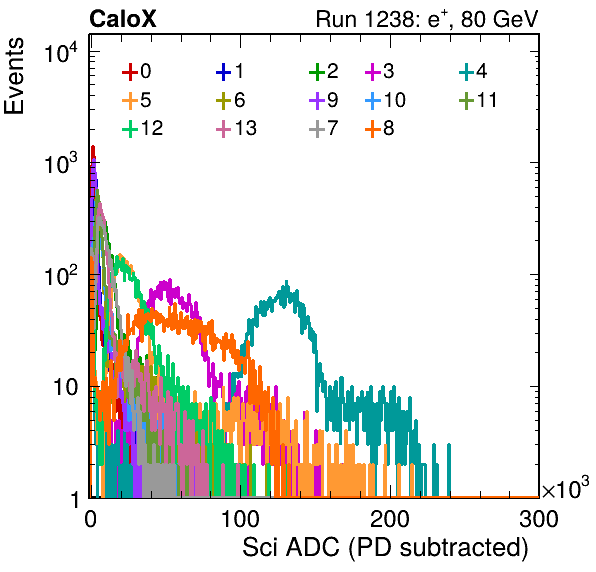 CaloX Run 1238: e⁺, 80 GeV
Events
10⁴
10³
10²
10
1
0 1 2 3 4
5 6 9 10 11
12 13 7 8
0 100 200 300
×10³
Sci ADC (PD subtracted)